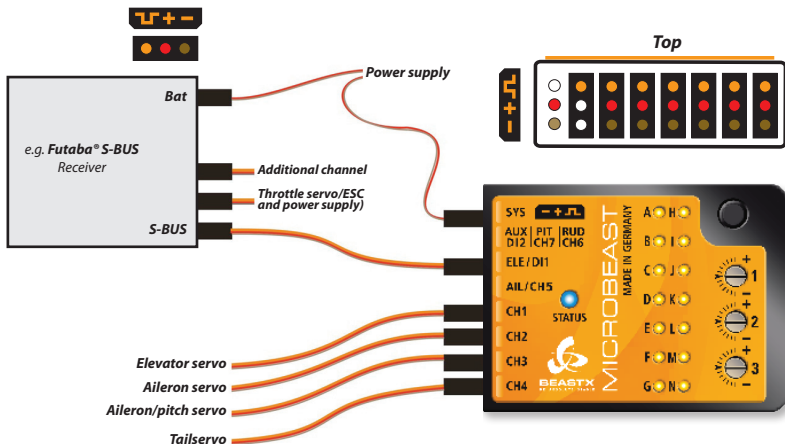 Top
Bat
Power supply
e.g. Futaba® S-BUS
Receiver
Additional channel
Throttle servo/ESC
and power supply)
S-BUS
SYS
AUX | PIT | RUD
DI2 | CH7 | CH6
ELE/DI1
AIL/CH5
CH1
CH2
CH3
CH4
STATUS
BEASTX
MICROBEAST
MADE IN GERMANY
A H
B I
C J
D K
E L
F M
G N
+
1
-
+
2
-
+
3
-
Elevator servo
Aileron servo
Aileron/pitch servo
Tailservo